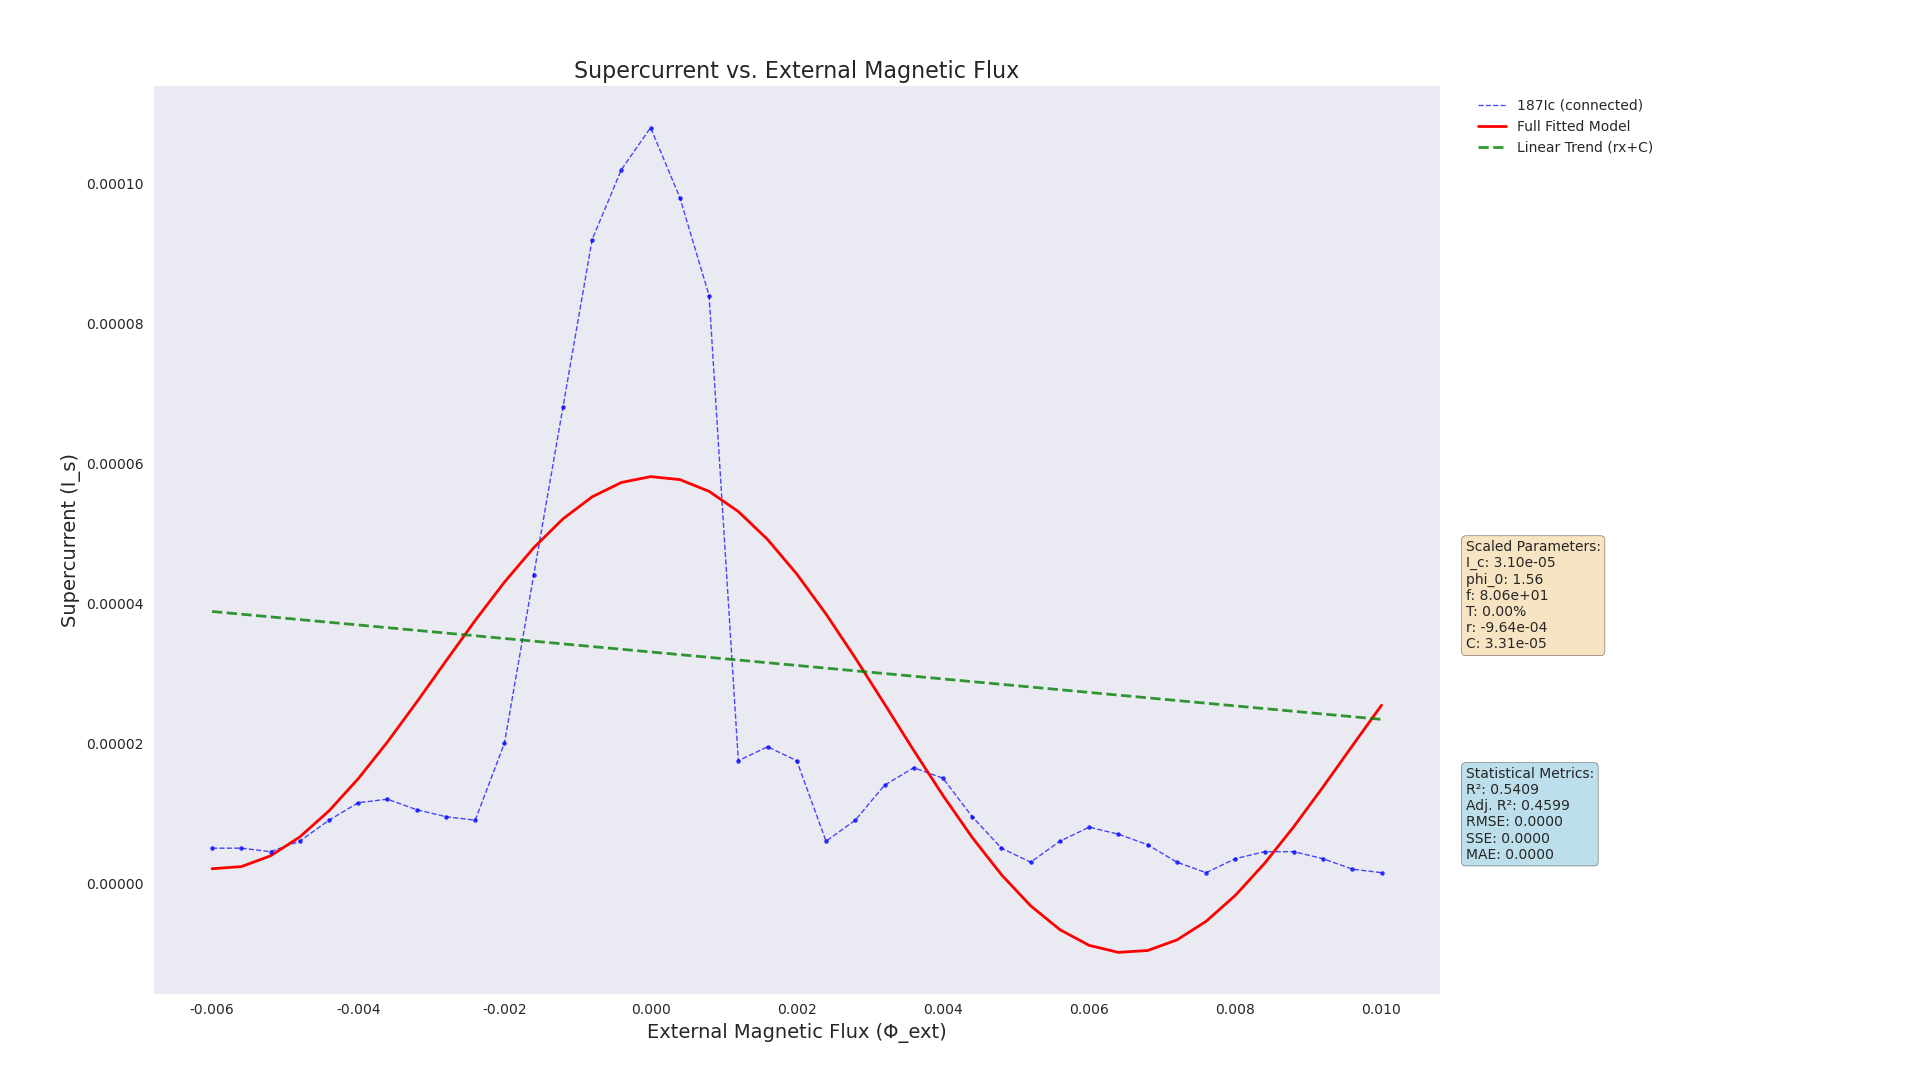 Supercurrent vs. External Magnetic Flux
187Ic (connected)
Full Fitted Model
Linear Trend (rx+C)
0.00010
0.00008
0.00006
0.00004
0.00002
0.00000
Supercurrent (I_s)
-0.006
-0.004
-0.002
0.000
0.002
0.004
0.006
0.008
0.010
External Magnetic Flux (Φ_ext)
Scaled Parameters:
I_c: 3.10e-05
phi_0: 1.56
f: 8.06e+01
T: 0.00%
r: -9.64e-04
C: 3.31e-05
Statistical Metrics:
R²: 0.5409
Adj. R²: 0.4599
RMSE: 0.0000
SSE: 0.0000
MAE: 0.0000